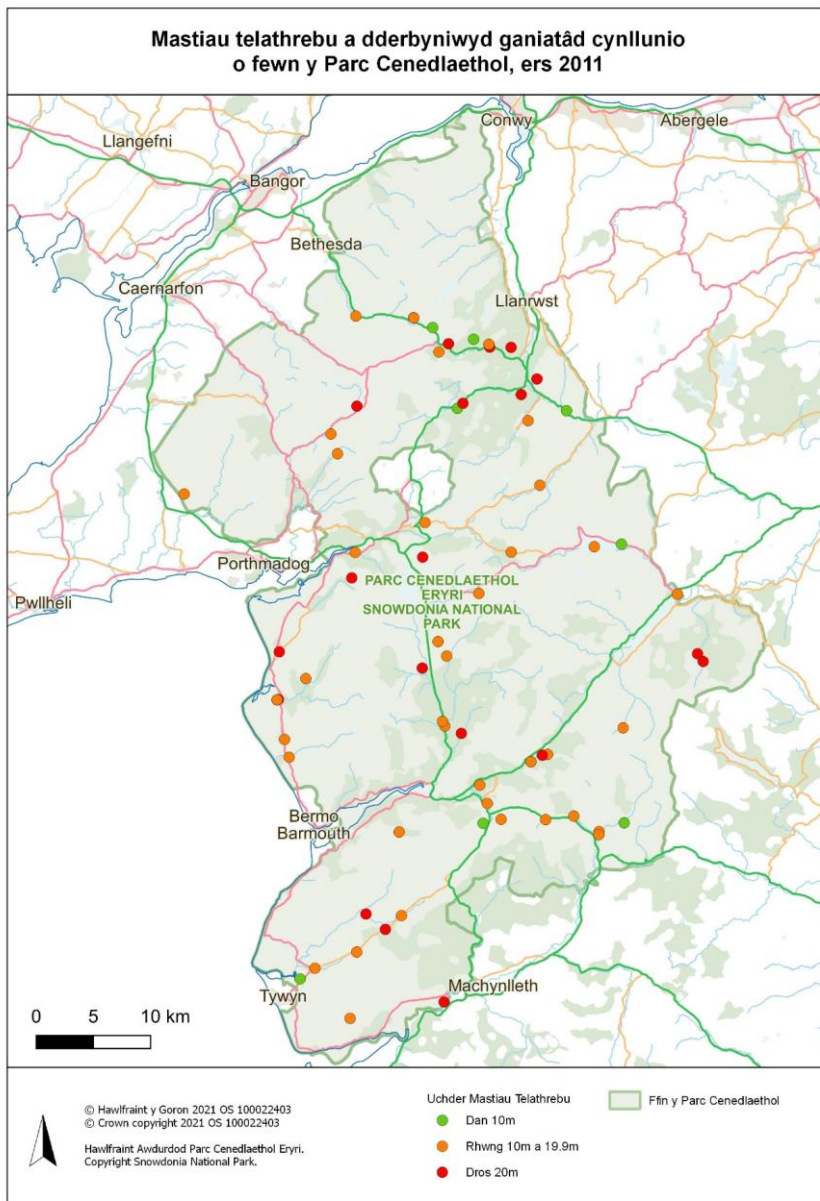 Mastiau telathrebu a dderbyniwyd ganiatâd cynllunio
o fewn y Parc Cenedlaethol, ers 2011
Conwy
Abergele
Llangefni
Bangor
Bethesda
Caernarfon
Llanrwst
Porthmadog
Pwllheli
PARC CENEDLAETHOL
ERYRI
SNOWDONIA NATIONAL
PARK
Bermo
Barmouth
Machynlleth
Tywyn
0 5 10 km
© Hawlfraint y Goron 2021 OS 100022403
© Crown copyright 2021 OS 100022403
Hawlfraint Awdurdod Parc Cenedlaethol Eryri.
Copyright Snowdonia National Park.
Uchder Mastiau Telathrebu
Dan 10m
Rhwng 10m a 19.9m
Dros 20m
Ffin y Parc Cenedlaethol